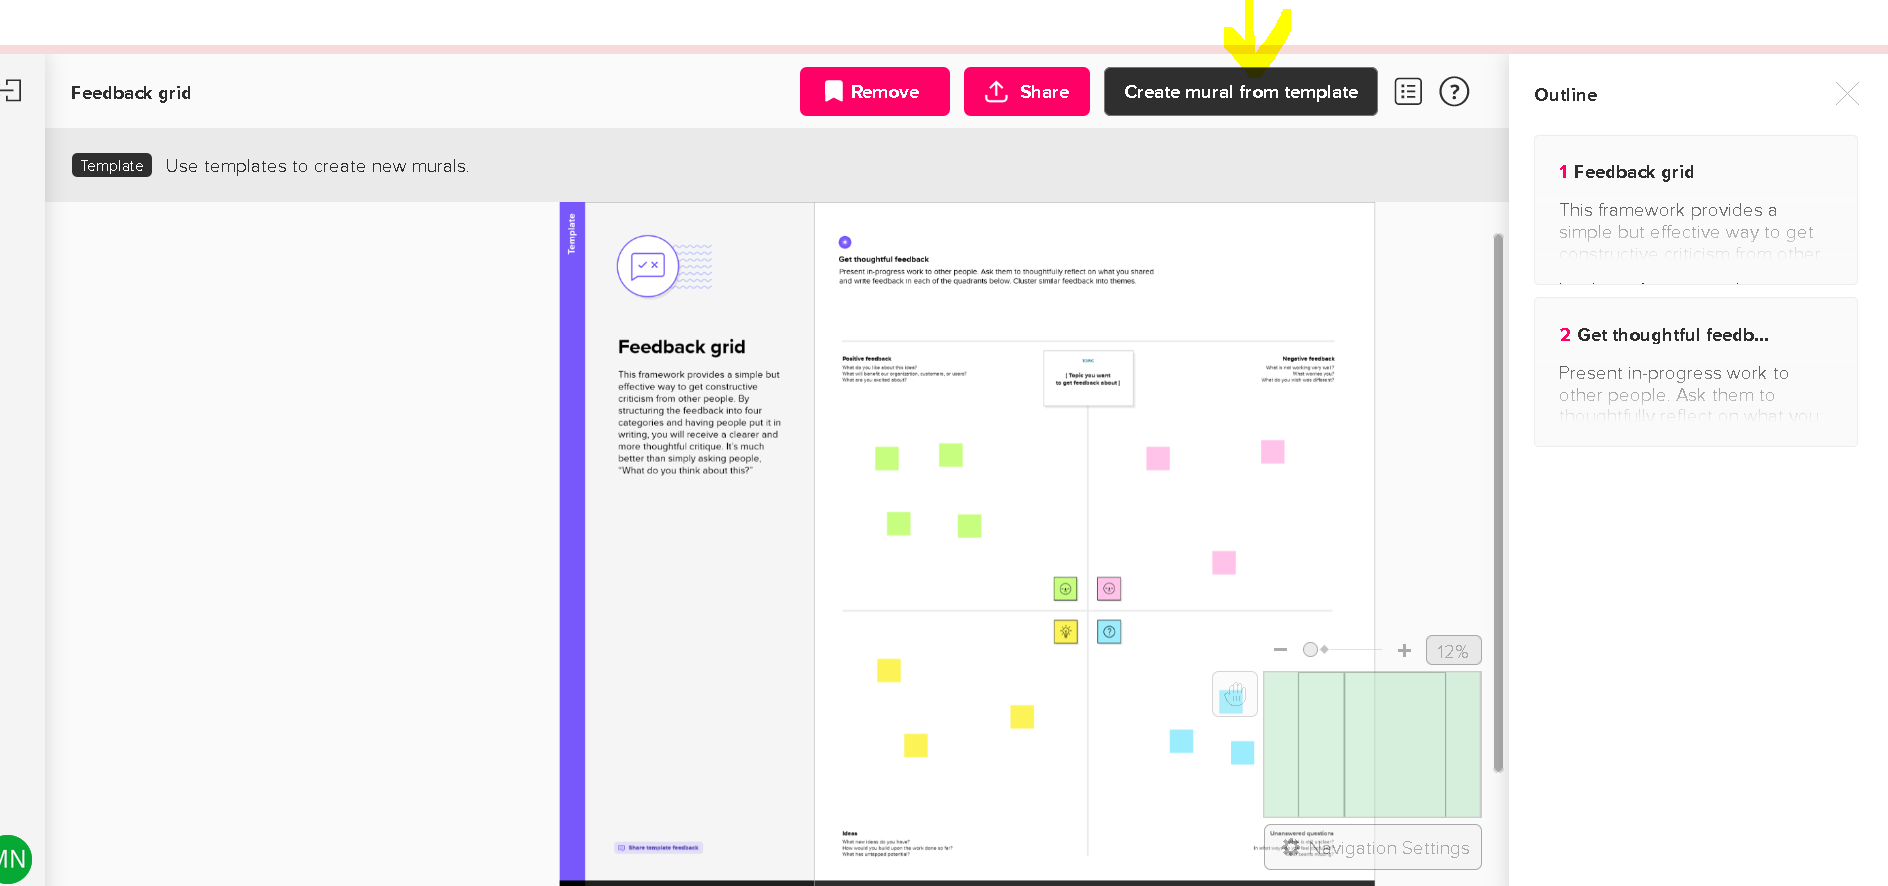 Feedback grid
Remove
Share
Create mural from template
?
Template
Use templates to create new murals.
Template
Feedback grid
This framework provides a simple but
effective way to get constructive
criticism from other people. By
structuring the feedback into four
categories and having people put it in
writing, you will receive a clearer and
more thoughtful critique. It's much
better than simply asking people,
"What do you think about this?"
Share template feedback
Get thoughtful feedback
Present in-progress work to other people. Ask them to thoughtfully reflect on what you shared
and write feedback in each of the quadrants below. Cluster similar feedback into themes.
Positive feedback
What do you like about this idea?
What will benefit our organization, customers, or users?
What are you excited about?
| Topic you want
to get feedback about |
Negative feedback
What is not working very well?
What worries you?
What do you wish was different?
Ideas
What new ideas do you have?
How would you build upon the work done so far?
What has untapped potential?
Unanswered questions
12%
Navigation Settings
MN
Outline
1 Feedback grid
This framework provides a
simple but effective way to get
constructive criticism from other
2 Get thoughtful feedb...
Present in-progress work to
other people. Ask them to
thoughtfully reflect on what you